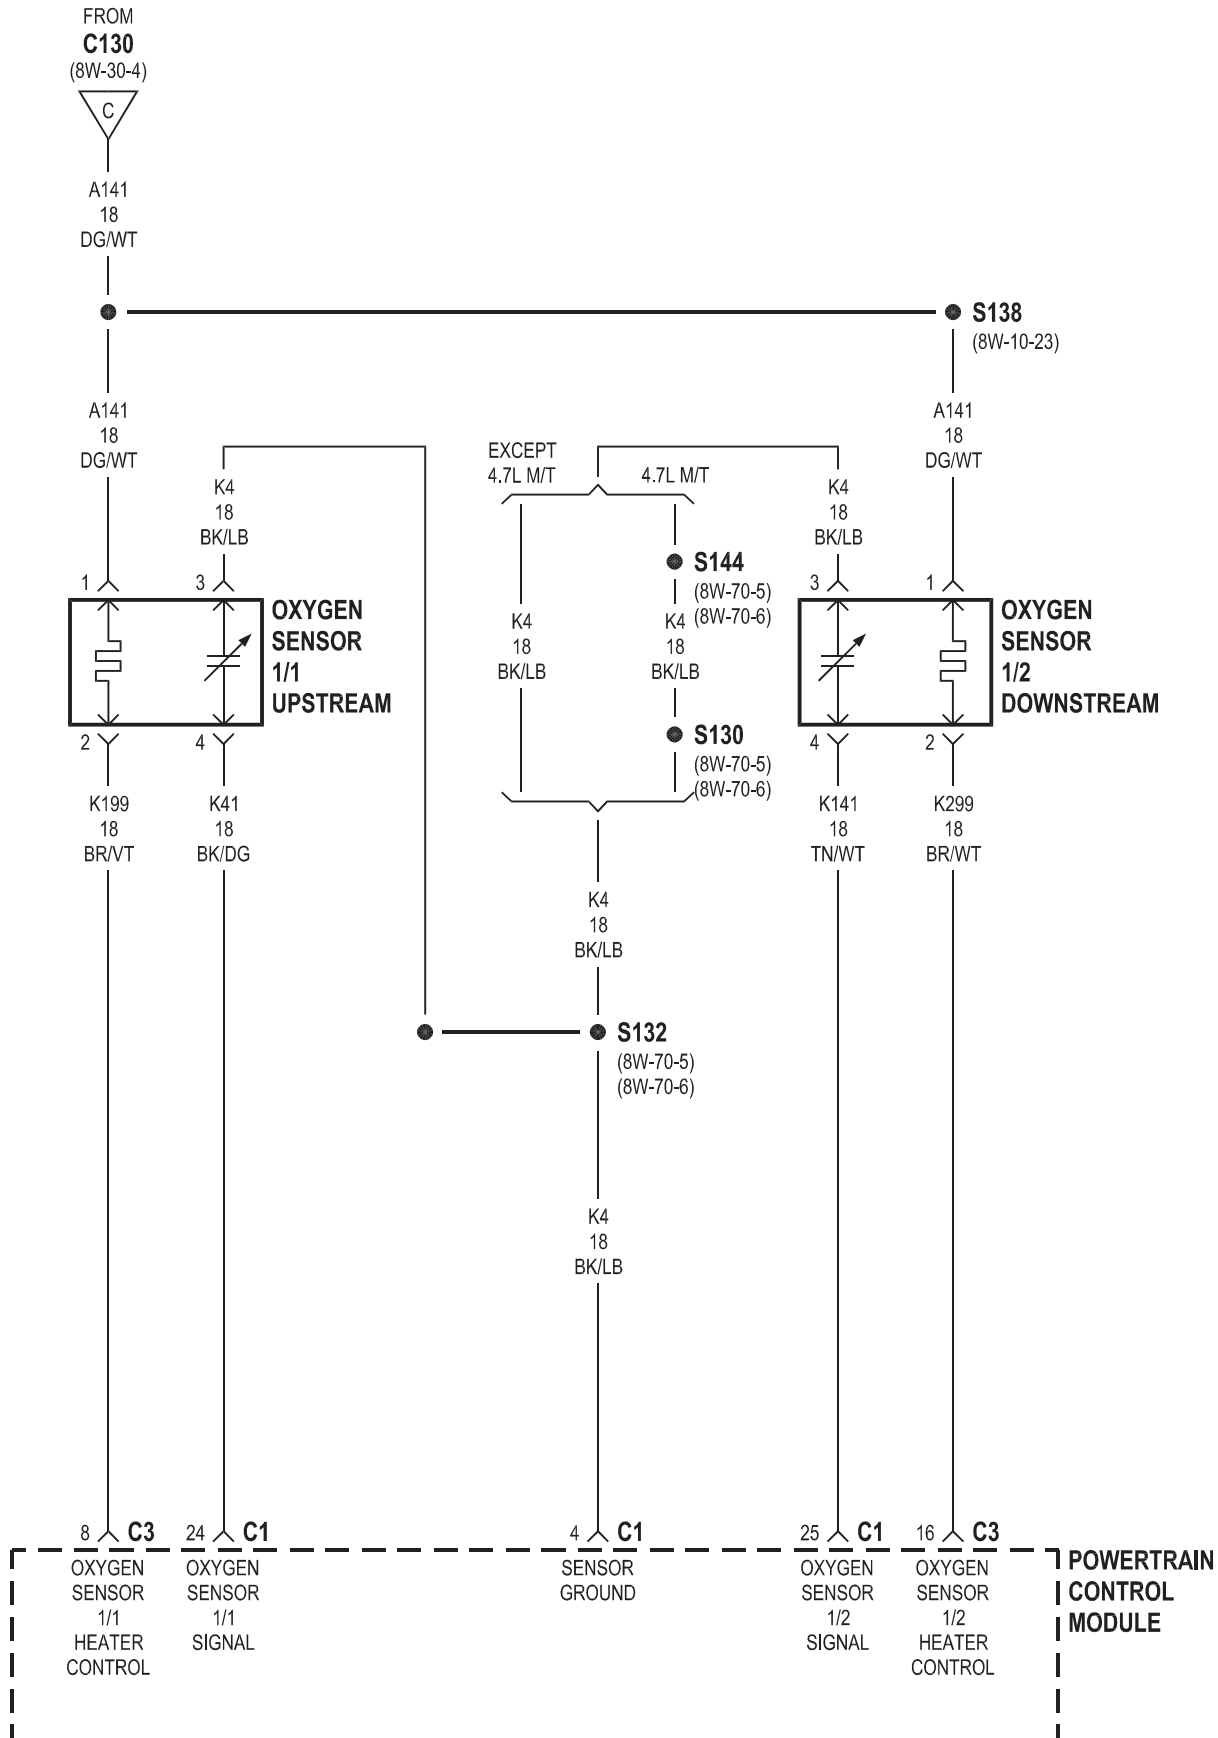 FROM
C130
(8W-30-4)
C
A141
18
DG/WT
S138
(8W-10-23)
A141
18
DG/WT
K4
18
BK/LB
EXCEPT
4.7L M/T
4.7L M/T
K4
18
BK/LB
A141
18
DG/WT
S144
(8W-70-5)
(8W-70-6)
1
3
OXYGEN
SENSOR
1/1
UPSTREAM
K4
18
BK/LB
K4
18
BK/LB
3
1
OXYGEN
SENSOR
1/2
DOWNSTREAM
2
4
S130
(8W-70-5)
(8W-70-6)
4
2
K199
18
BR/VT
K41
18
BK/DG
K141
18
TN/WT
K299
18
BR/WT
K4
18
BK/LB
S132
(8W-70-5)
(8W-70-6)
K4
18
BK/LB
8
C3
24
C1
4
C1
25
C1
16
C3
OXYGEN
SENSOR
1/1
HEATER
CONTROL
OXYGEN
SENSOR
1/1
SIGNAL
SENSOR
GROUND
OXYGEN
SENSOR
1/2
SIGNAL
OXYGEN
SENSOR
1/2
HEATER
CONTROL
POWERTRAIN
CONTROL
MODULE